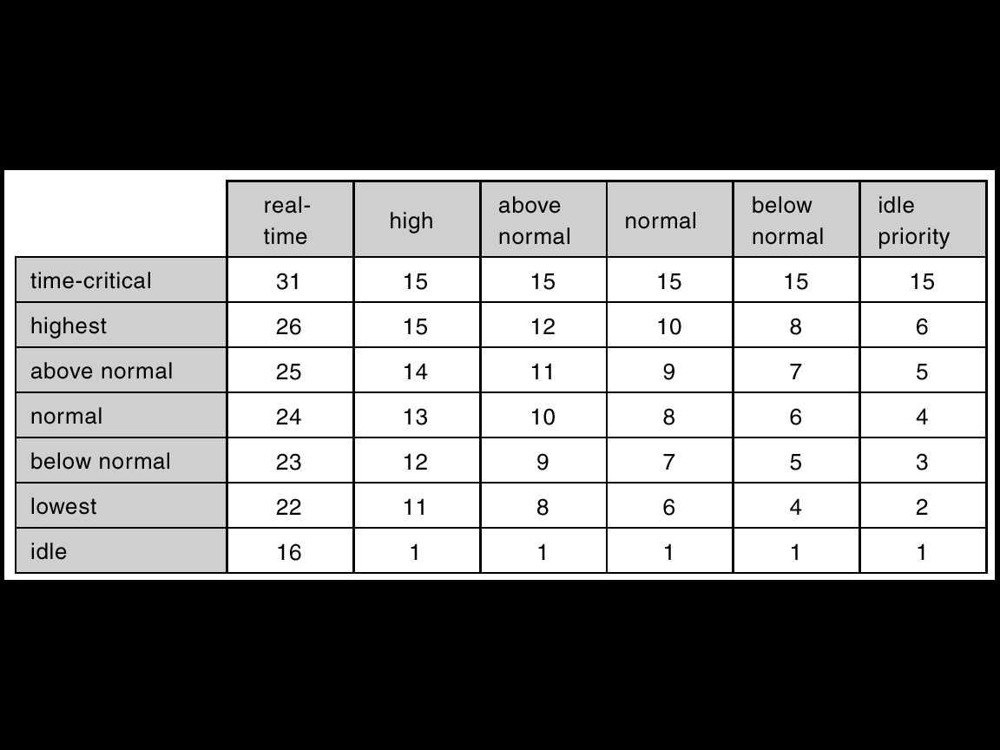 real-time high above normal normal below normal idle priority
time-critical 31 15 15 15 15 15
highest 26 15 12 10 8 6
above normal 25 14 11 9 7 5
normal 24 13 10 8 6 4
below normal 23 12 9 7 5 3
lowest 22 11 8 6 4 2
idle 16 1 1 1 1 1